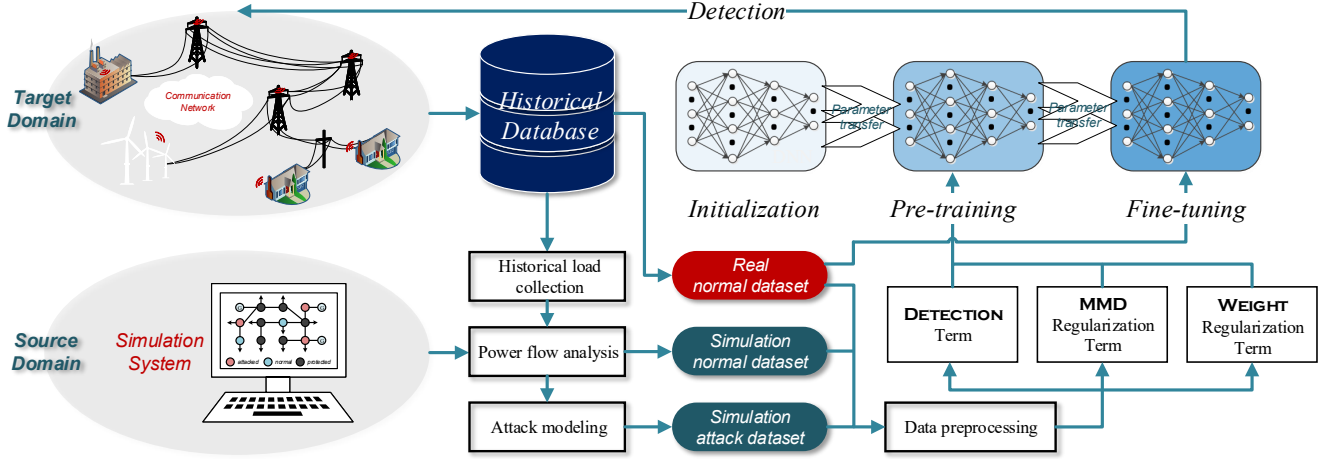 Detection
Target
Domain
Communication
Network
Historical
Database
Parameter
transfer
Parameter
transfer
Initialization
Pre-training
Fine-tuning
Source
Domain
Simulation
System
attacked
normal
protected
Historical load
collection
Power flow analysis
Attack modeling
Real
normal dataset
Simulation
normal dataset
Simulation
attack dataset
Data preprocessing
DETECTION
Term
MMD
Regularization
Term
WEIGHT
Regularization
Term